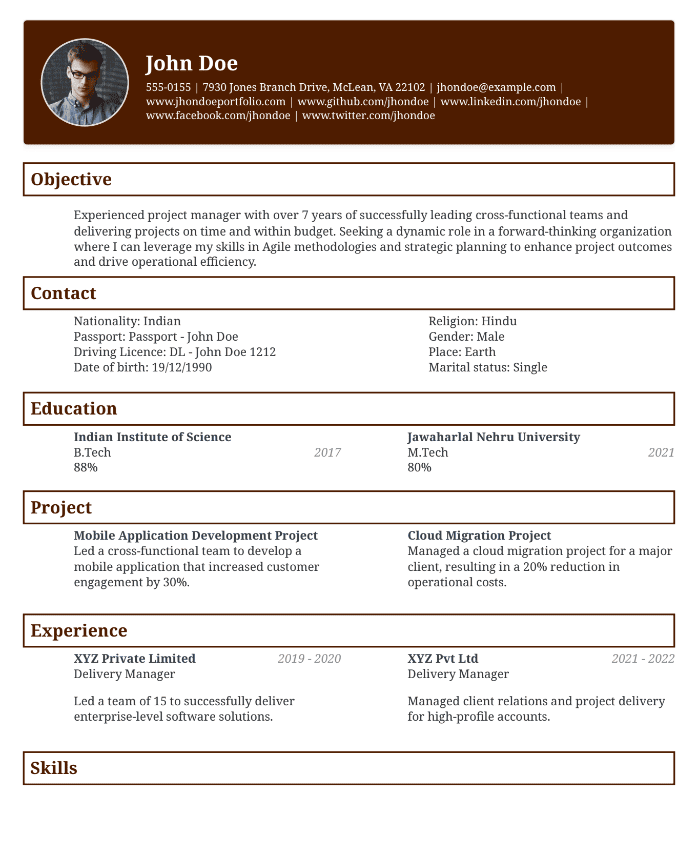 John Doe
555-0155 | 7930 Jones Branch Drive, McLean, VA 22102 | jhondoe@example.com |
www.jhondoeportfolio.com | www.github.com/jhondoe | www.linkedin.com/jhondoe |
www.facebook.com/jhondoe | www.twitter.com/jhondoe
Objective
Experienced project manager with over 7 years of successfully leading cross-functional teams and
delivering projects on time and within budget. Seeking a dynamic role in a forward-thinking organization
where I can leverage my skills in Agile methodologies and strategic planning to enhance project outcomes
and drive operational efficiency.
Contact
Nationality: Indian
Passport: Passport - John Doe
Driving Licence: DL - John Doe 1212
Date of birth: 19/12/1990
Religion: Hindu
Gender: Male
Place: Earth
Marital status: Single
Education
Indian Institute of Science
B.Tech 2017
88%
Jawaharlal Nehru University
M.Tech 2021
80%
Project
Mobile Application Development Project
Led a cross-functional team to develop a
mobile application that increased customer
engagement by 30%.
Cloud Migration Project
Managed a cloud migration project for a major
client, resulting in a 20% reduction in
operational costs.
Experience
XYZ Private Limited 2019 - 2020
Delivery Manager
Led a team of 15 to successfully deliver
enterprise-level software solutions.
XYZ Pvt Ltd 2021 - 2022
Delivery Manager
Managed client relations and project delivery
for high-profile accounts.
Skills